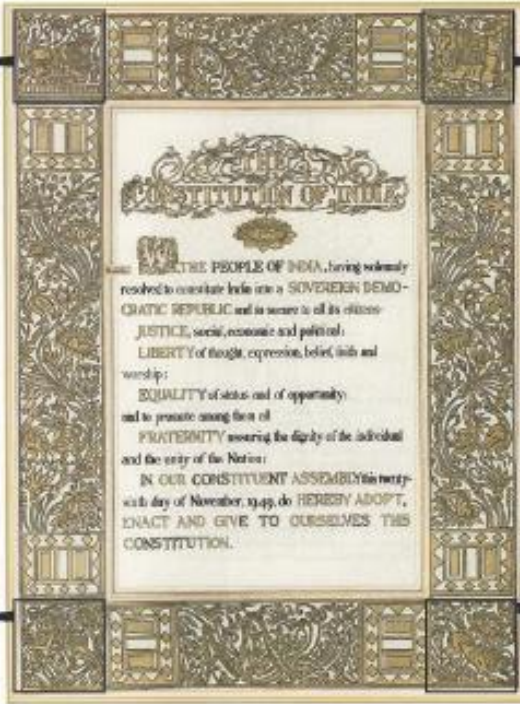 THE
CONSTITUTION OF INDIA
WE, THE PEOPLE OF INDIA, having solemnly
resolved to constitute India into a SOVEREIGN DEMO-
CRATIC REPUBLIC and to secure to all its citizens:
JUSTICE, social, economic and political;
LIBERTY of thought, expression, belief, faith and
worship;
EQUALITY of status and of opportunity;
and to promote among them all
FRATERNITY assuring the dignity of the individual
and the unity of the Nation;
IN OUR CONSTITUENT ASSEMBLY this twenty-
sixth day of November, 1949, do HEREBY ADOPT,
ENACT AND GIVE TO OURSELVES THIS
CONSTITUTION.